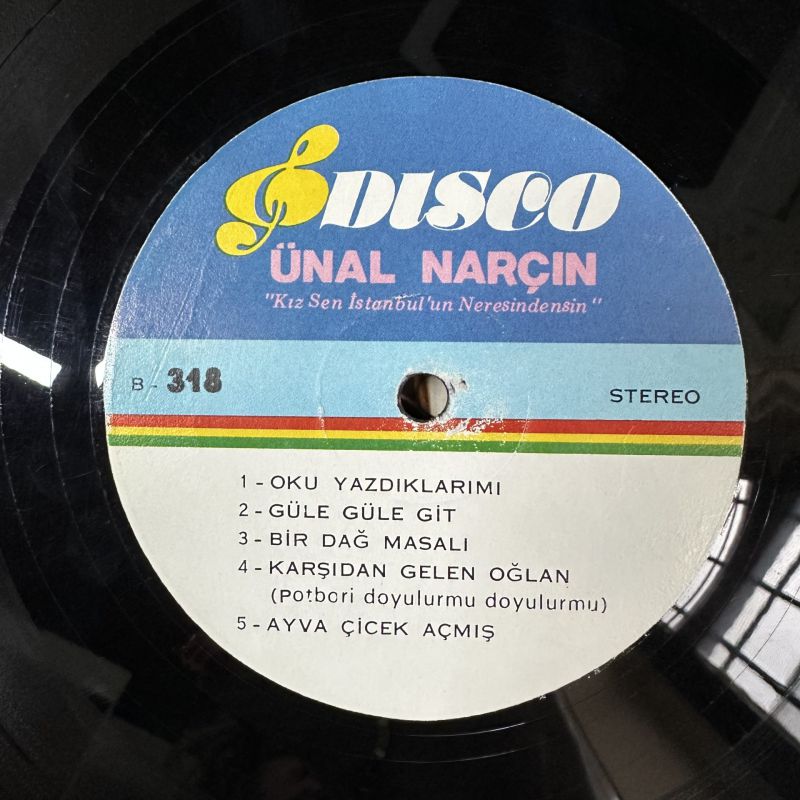 DISCO
ÜNAL NARÇIN
"Kız Sen İstanbul'un Neresindensin"
B - 318
STEREO
1 - OKU YAZDIKLARIMI
2 - GÜLE GÜLE GİT
3 - BİR DAĞ MASALI
4 - KARŞIDAN GELEN OĞLAN
(Potbori doyulurmu doyulurmu)
5 - AYVA ÇİCEK AÇMIŞ